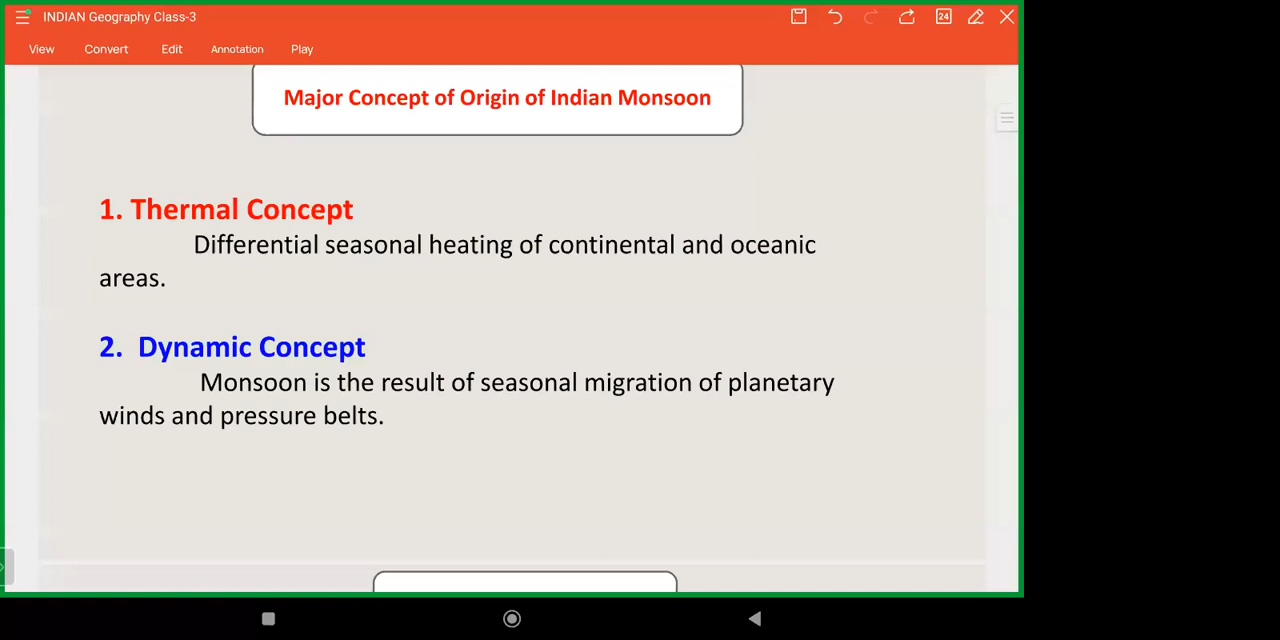 INDIAN Geography Class-3
24
View Convert Edit Annotation Play
Major Concept of Origin of Indian Monsoon
1. Thermal Concept
Differential seasonal heating of continental and oceanic
areas.
2. Dynamic Concept
Monsoon is the result of seasonal migration of planetary
winds and pressure belts.